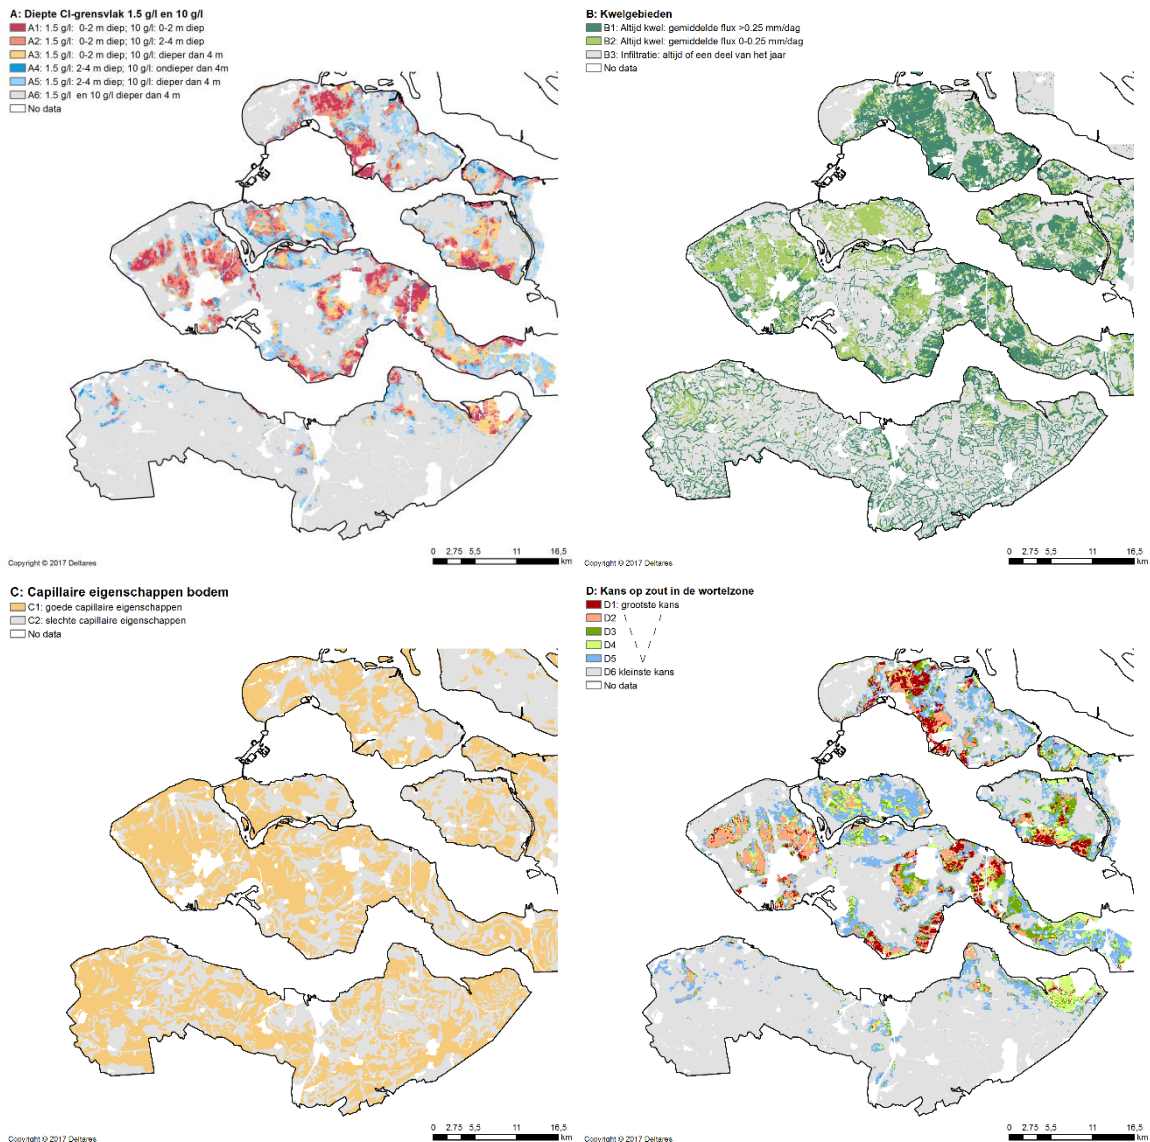 A: Diepte Cl-grensvlak 1.5 g/l en 10 g/l
A1: 1.5 g/l: 0-2 m diep; 10 g/l: 0-2 m diep
A2: 1.5 g/l: 0-2 m diep; 10 g/l: 2-4 m diep
A3: 1.5 g/l: 0-2 m diep; 10 g/l: dieper dan 4 m
A4: 1.5 g/l: 2-4 m diep; 10 g/l: ondieper dan 4m
A5: 1.5 g/l: 2-4 m diep; 10 g/l: dieper dan 4 m
A6: 1.5 g/l en 10 g/l dieper dan 4 m
No data
0 2,75 5,5 11 16,5
km
Copyright © 2017 Deltares
B: Kwelgebieden
B1: Altijd kwel: gemiddelde flux >0.25 mm/dag
B2: Altijd kwel: gemiddelde flux 0-0.25 mm/dag
B3: Infiltratie: altijd of een deel van het jaar
No data
0 2.75 5.5 11 16,5
km
Copyright © 2017 Deltares
C: Capillaire eigenschappen bodem
C1: goede capillaire eigenschappen
C2: slechte capillaire eigenschappen
No data
0 2.75 5.5 11 16,5
km
Copyright © 2017 Deltares
D: Kans op zout in de wortelzone
D1: grootste kans
D2
D3
D4
D5
D6 kleinste kans
No data
0 2.75 5.5 11 16,5
km
Copyright © 2017 Deltares